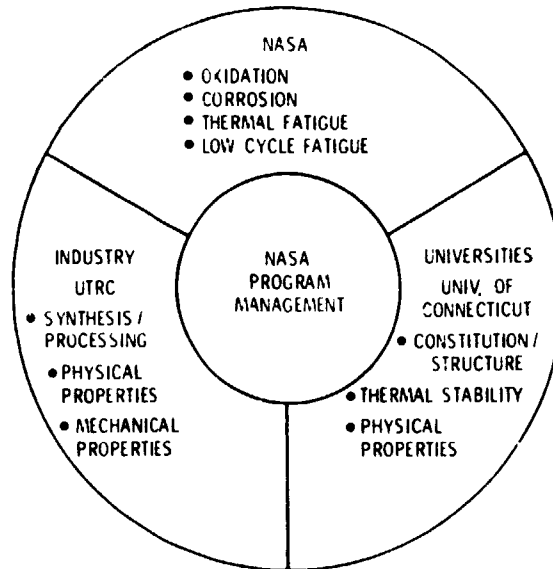 NASA
• OXIDATION
• CORROSION
• THERMAL FATIGUE
• LOW CYCLE FATIGUE
NASA
PROGRAM
MANAGEMENT
INDUSTRY
UTRC
• SYNTHESIS /
PROCESSING
• PHYSICAL
PROPERTIES
• MECHANICAL
PROPERTIES
UNIVERSITIES
UNIV. OF
CONNECTICUT
• CONSTITUTION /
STRUCTURE
• THERMAL STABILITY
• PHYSICAL
PROPERTIES